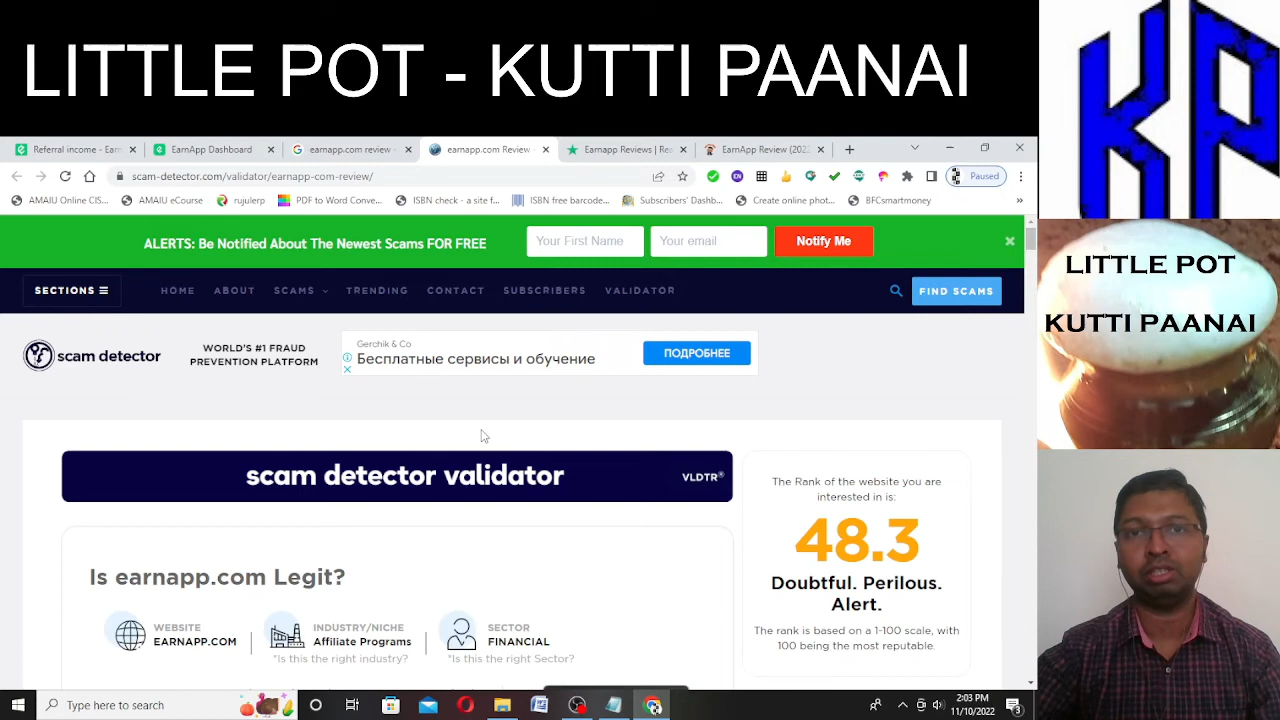 LITTLE POT - KUTTI PAANAI
KP
Referral income - Earn
EarnApp Dashboard
earnapp.com review -
earnapp.com Review -
Earnapp Reviews | Rea
EarnApp Review (2022
scam-detector.com/validator/earnapp-com-review/
Paused
AMAIU Online CIS...
AMAIU eCourse
rujulerp
PDF to Word Conve...
ISBN check - a site f...
ISBN free barcode...
Subscribers' Dashb...
Create online phot...
BFCsmartmoney
ALERTS: Be Notified About The Newest Scams FOR FREE
Your First Name
Your email
Notify Me
SECTIONS
HOME
ABOUT
SCAMS
TRENDING
CONTACT
SUBSCRIBERS
VALIDATOR
FIND SCAMS
scam detector
WORLD'S #1 FRAUD
PREVENTION PLATFORM
Gerchik & Co
Бесплатные сервисы и обучение
ПОДРОБНЕЕ
LITTLE POT
KUTTI PAANAI
scam detector validator
VLDTR®
The Rank of the website you are
interested in is:
48.3
Doubtful. Perilous.
Alert.
The rank is based on a 1-100 scale, with
100 being the most reputable.
Is earnapp.com Legit?
WEBSITE
EARNAPP.COM
INDUSTRY/NICHE
Affiliate Programs
*Is this the right industry?
SECTOR
FINANCIAL
*Is this the right Sector?
Type here to search
2:03 PM
11/10/2022
3